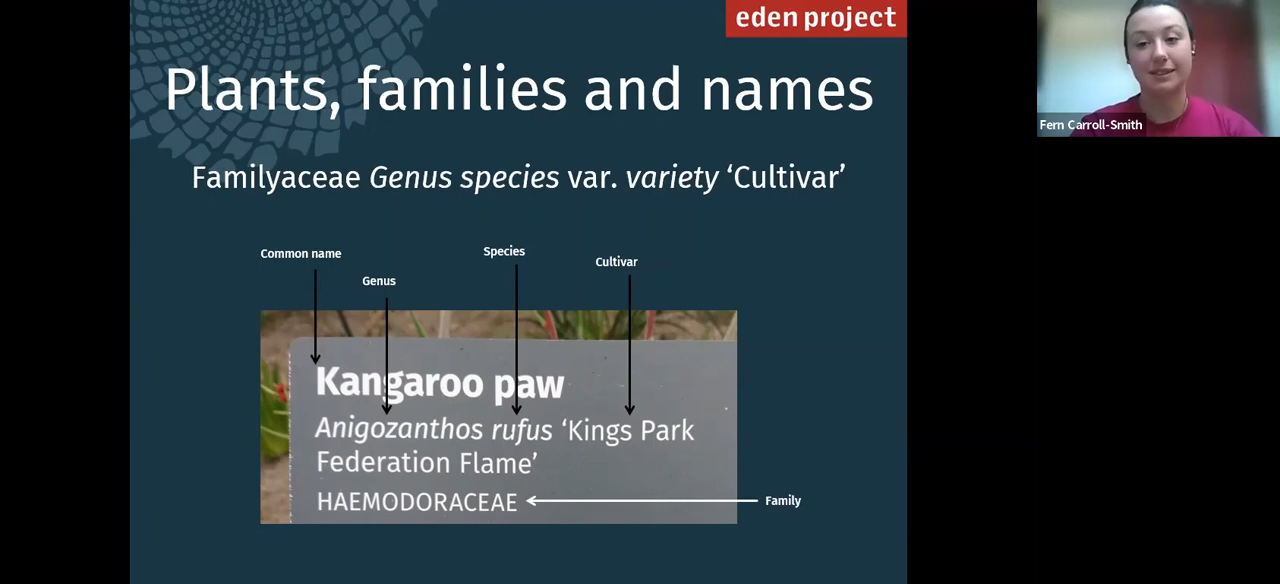 eden project
Plants, families and names
Familyaceae Genus species var. variety ‘Cultivar’
Common name
Genus
Species
Cultivar
Kangaroo paw
Anigozanthos rufus ‘Kings Park
Federation Flame’
HAEMODORACEAE
Family
Fern Carroll-Smith